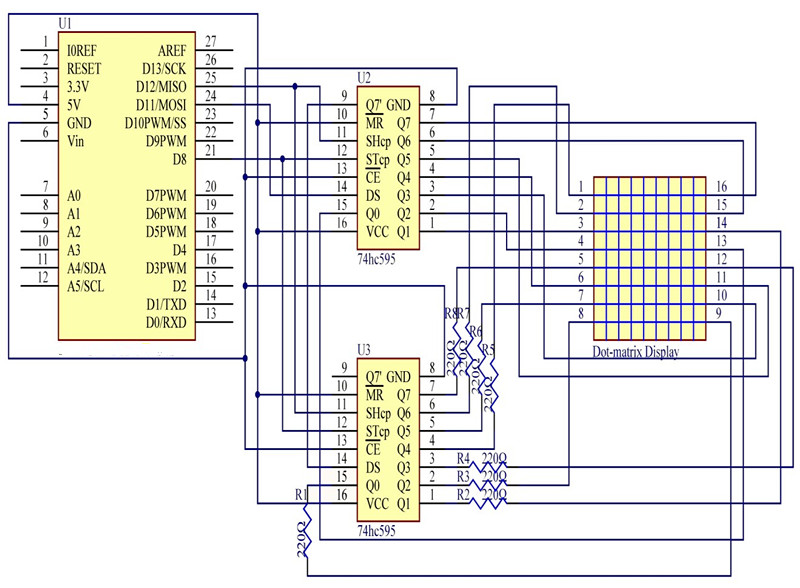 U1
1 I0REF AREF 27
2 RESET D13/SCK 26
3 3.3V D12/MISO 25
4 5V D11/MOSI 24
5 GND D10PWM/SS 23
6 Vin D9PWM 22
D8 21
7 A0 D7PWM 20
8 A1 D6PWM 19
9 A2 D5PWM 18
10 A3 D4 17
11 A4/SDA D3PWM 16
12 A5/SCL D2 15
D1/TXD 14
D0/RXD 13
U2
9 Q7' GND 8
10 MR Q7 7
11 SHcp Q6 6
12 STcp Q5 5
13 CE Q4 4
14 DS Q3 3
15 Q0 Q2 2
16 VCC Q1 1
74hc595
1 16
2 15
3 14
4 13
5 12
6 11
7 10
8 9
Dot-matrix Display
R8 R7
R6
R5
220Ω
220Ω
220Ω
220Ω
U3
9 Q7' GND 8
10 MR Q7 7
11 SHcp Q6 6
12 STcp Q5 5
13 CE Q4 4
14 DS Q3 3
15 Q0 Q2 2
16 VCC Q1 1
74hc595
R4 220Ω
R3 220Ω
R2 220Ω
R1
220Ω